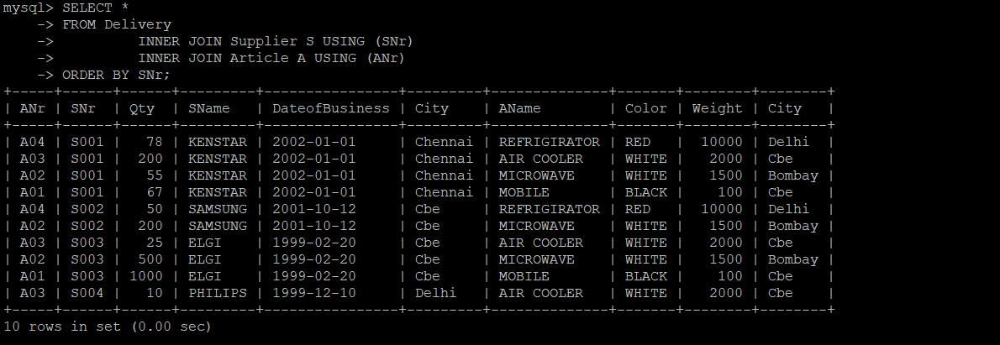 mysql> SELECT *
    -> FROM Delivery
    ->          INNER JOIN Supplier S USING (SNr)
    ->          INNER JOIN Article A USING (ANr)
    -> ORDER BY SNr;
+-----+------+------+---------+----------------+---------+--------------+-------+--------+--------+
| ANr | SNr  | Qty  | SName   | DateofBusiness | City    | AName        | Color | Weight | City   |
+-----+------+------+---------+----------------+---------+--------------+-------+--------+--------+
| A04 | S001 |   78 | KENSTAR | 2002-01-01     | Chennai | REFRIGIRATOR | RED   |  10000 | Delhi  |
| A03 | S001 |  200 | KENSTAR | 2002-01-01     | Chennai | AIR COOLER   | WHITE |   2000 | Cbe    |
| A02 | S001 |   55 | KENSTAR | 2002-01-01     | Chennai | MICROWAVE    | WHITE |   1500 | Bombay |
| A01 | S001 |   67 | KENSTAR | 2002-01-01     | Chennai | MOBILE       | BLACK |    100 | Cbe    |
| A04 | S002 |   50 | SAMSUNG | 2001-10-12     | Cbe     | REFRIGIRATOR | RED   |  10000 | Delhi  |
| A02 | S002 |  200 | SAMSUNG | 2001-10-12     | Cbe     | MICROWAVE    | WHITE |   1500 | Bombay |
| A03 | S003 |   25 | ELGI    | 1999-02-20     | Cbe     | AIR COOLER   | WHITE |   2000 | Cbe    |
| A02 | S003 |  500 | ELGI    | 1999-02-20     | Cbe     | MICROWAVE    | WHITE |   1500 | Bombay |
| A01 | S003 | 1000 | ELGI    | 1999-02-20     | Cbe     | MOBILE       | BLACK |    100 | Cbe    |
| A03 | S004 |   10 | PHILIPS | 1999-12-10     | Delhi   | AIR COOLER   | WHITE |   2000 | Cbe    |
+-----+------+------+---------+----------------+---------+--------------+-------+--------+--------+
10 rows in set (0.00 sec)